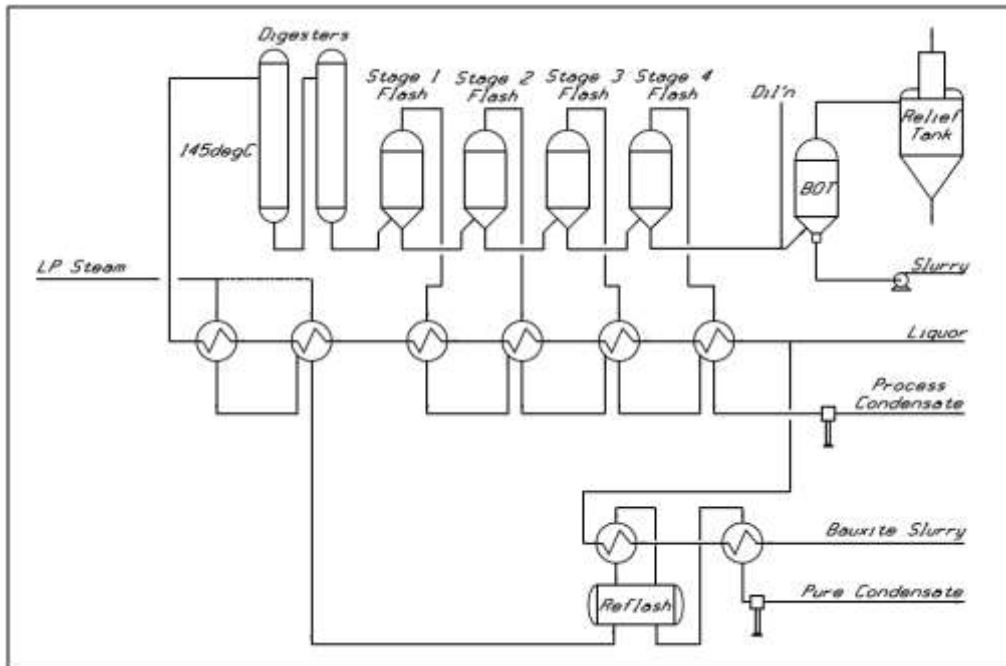 Digesters
Stage 1
Flash
Stage 2
Flash
Stage 3
Flash
Stage 4
Flash
Dil'n
Relief
Tank
145degC
BOT
LP Steam
Slurry
Liquor
Process
Condensate
Bauxite Slurry
Reflash
Pure Condensate